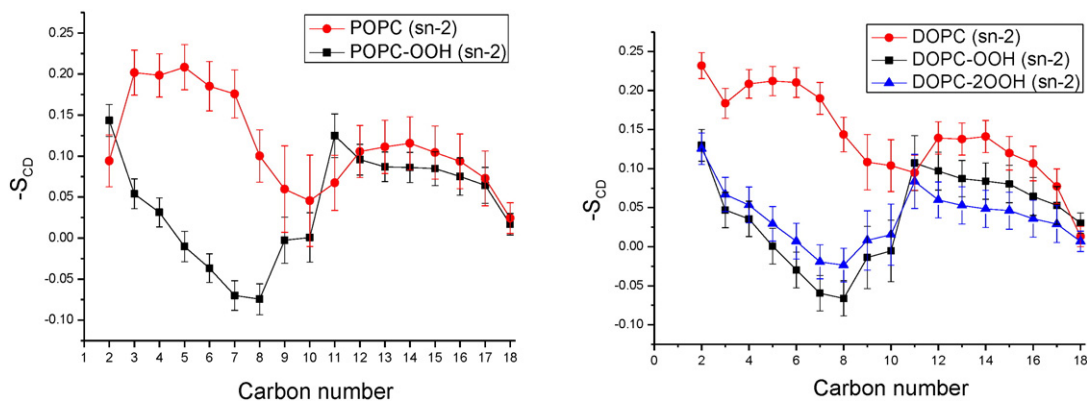 POPC (sn-2)
POPC-OOH (sn-2)
0.25
0.20
0.15
0.10
0.05
0.00
-0.05
-0.10
-S_CD
1 2 3 4 5 6 7 8 9 10 11 12 13 14 15 16 17 18
Carbon number
DOPC (sn-2)
DOPC-OOH (sn-2)
DOPC-2OOH (sn-2)
0.25
0.20
0.15
0.10
0.05
0.00
-0.05
-0.10
-S_CD
0 2 4 6 8 10 12 14 16 18
Carbon number